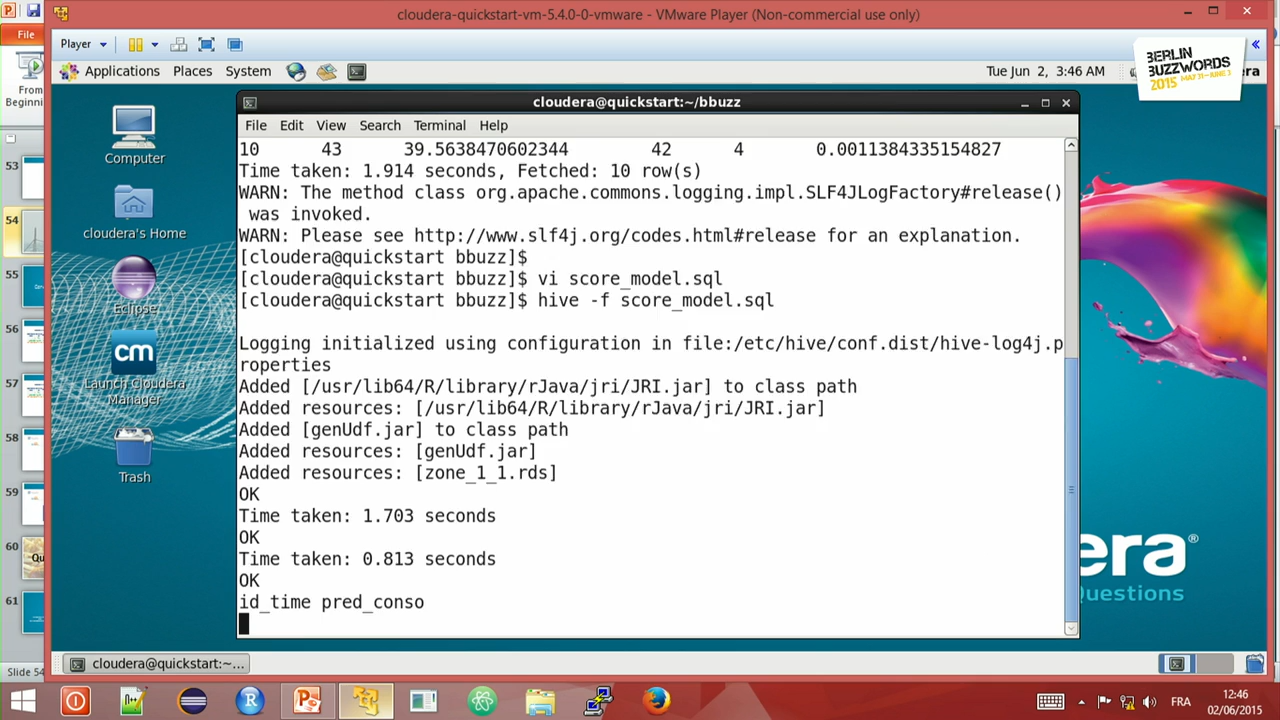 cloudera-quickstart-vm-5.4.0-0-vmware - VMware Player (Non-commercial use only)
File
Player
From
Beginni
BERLIN
BUZZWORDS
2015 MAY 31-JUNE 3
Applications Places System
Tue Jun 2, 3:46 AM
era
cloudera@quickstart:~/bbuzz
File Edit View Search Terminal Help
10 43 39.5638470602344 42 4 0.0011384335154827
Time taken: 1.914 seconds, Fetched: 10 row(s)
WARN: The method class org.apache.commons.logging.impl.SLF4JLogFactory#release()
was invoked.
WARN: Please see http://www.slf4j.org/codes.html#release for an explanation.
[cloudera@quickstart bbuzz]$
[cloudera@quickstart bbuzz]$ vi score_model.sql
[cloudera@quickstart bbuzz]$ hive -f score_model.sql
Logging initialized using configuration in file:/etc/hive/conf.dist/hive-log4j.p
roperties
Added [/usr/lib64/R/library/rJava/jri/JRI.jar] to class path
Added resources: [/usr/lib64/R/library/rJava/jri/JRI.jar]
Added [genUdf.jar] to class path
Added resources: [genUdf.jar]
Added resources: [zone_1_1.rds]
OK
Time taken: 1.703 seconds
OK
Time taken: 0.813 seconds
OK
id_time pred_conso
Computer
cloudera's Home
Eclipse
cm
Launch Cloudera
Manager
Trash
era®
Questions
53
54
55
56
57
58
59
60
Qu
61
cloudera@quickstart:~...
Slide 54
FRA
12:46
02/06/2015